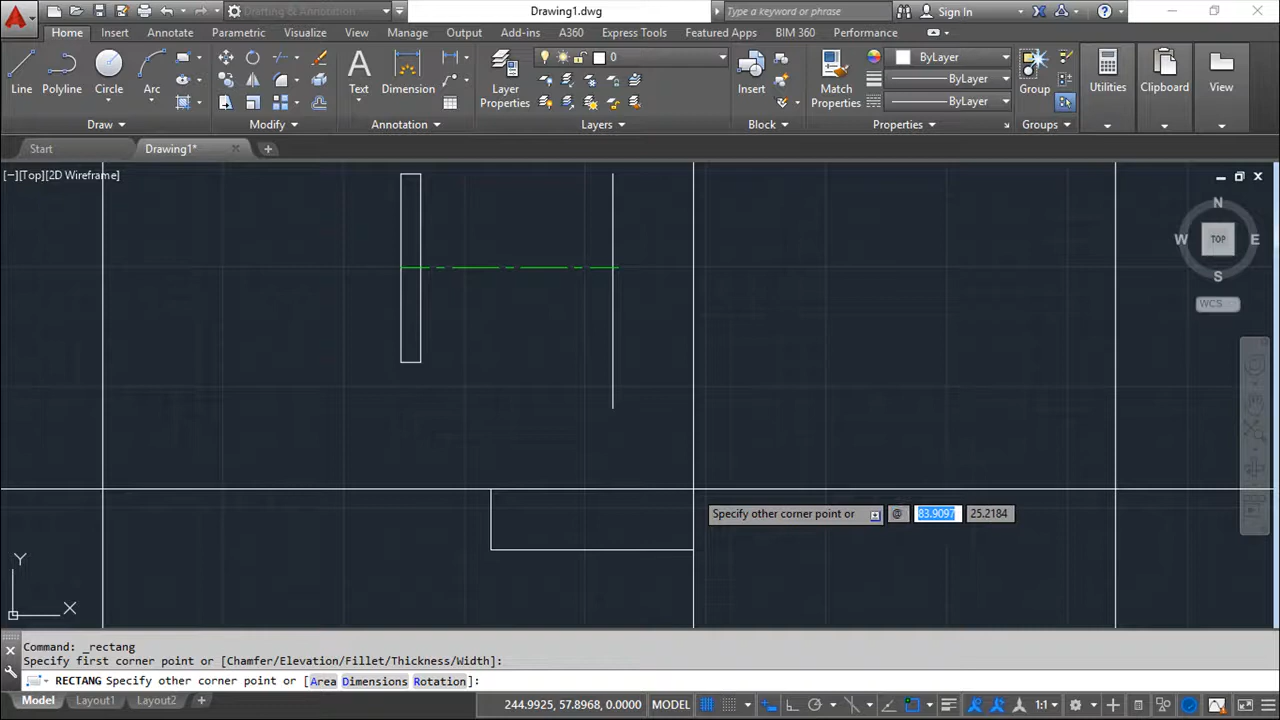 Drafting & Annotation
Drawing1.dwg
Type a keyword or phrase
Sign In
Home Insert Annotate Parametric Visualize View Manage Output Add-ins A360 Express Tools Featured Apps BIM 360 Performance
0
ByLayer
ByLayer
ByLayer
Line Polyline Circle Arc
Text Dimension
Layer Properties
Insert
Match Properties
Group
Utilities Clipboard View
Draw Modify Annotation Layers Block Properties Groups
Start Drawing1*
[−][Top][2D Wireframe]
N
W TOP E
S
WCS
Specify other corner point or @ 83.9097 25.2184
Y
X
Command: _rectang
Specify first corner point or [Chamfer/Elevation/Fillet/Thickness/Width]:
RECTANG Specify other corner point or [Area Dimensions Rotation]:
Model Layout1 Layout2 + 244.9925, 57.8968, 0.0000 MODEL 1:1